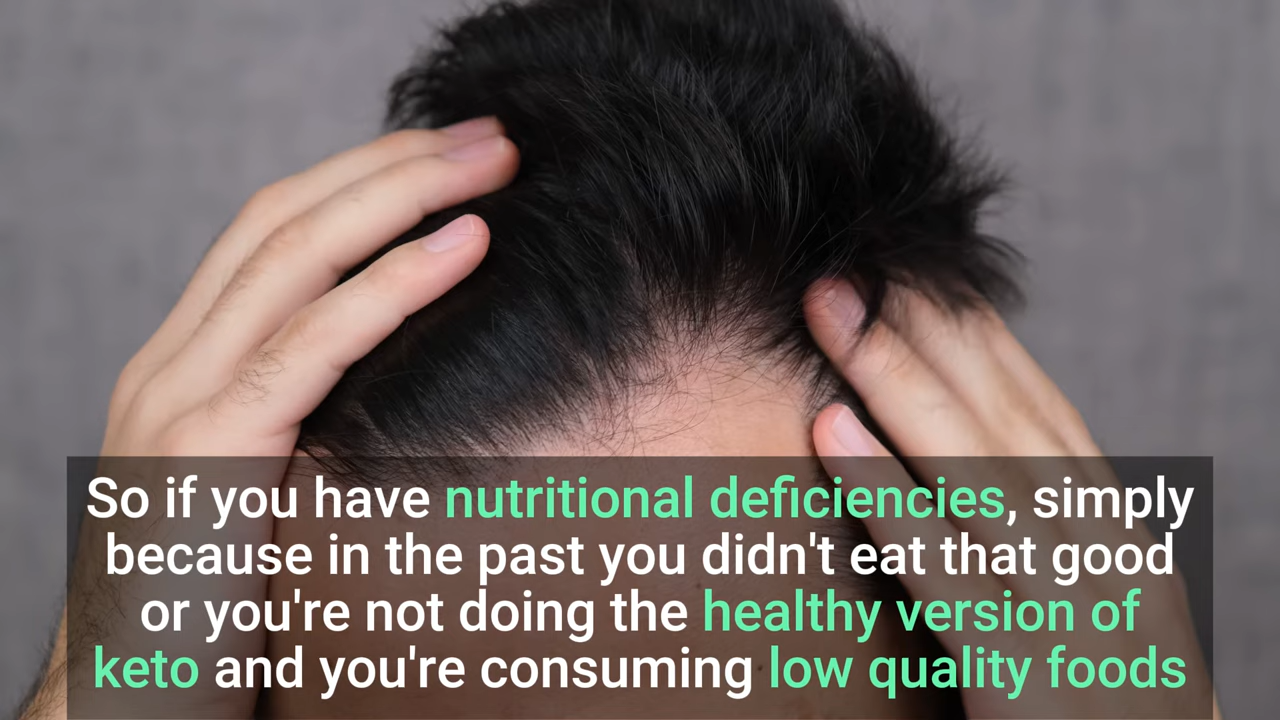 So if you have nutritional deficiencies, simply
because in the past you didn't eat that good
or you're not doing the healthy version of
keto and you're consuming low quality foods